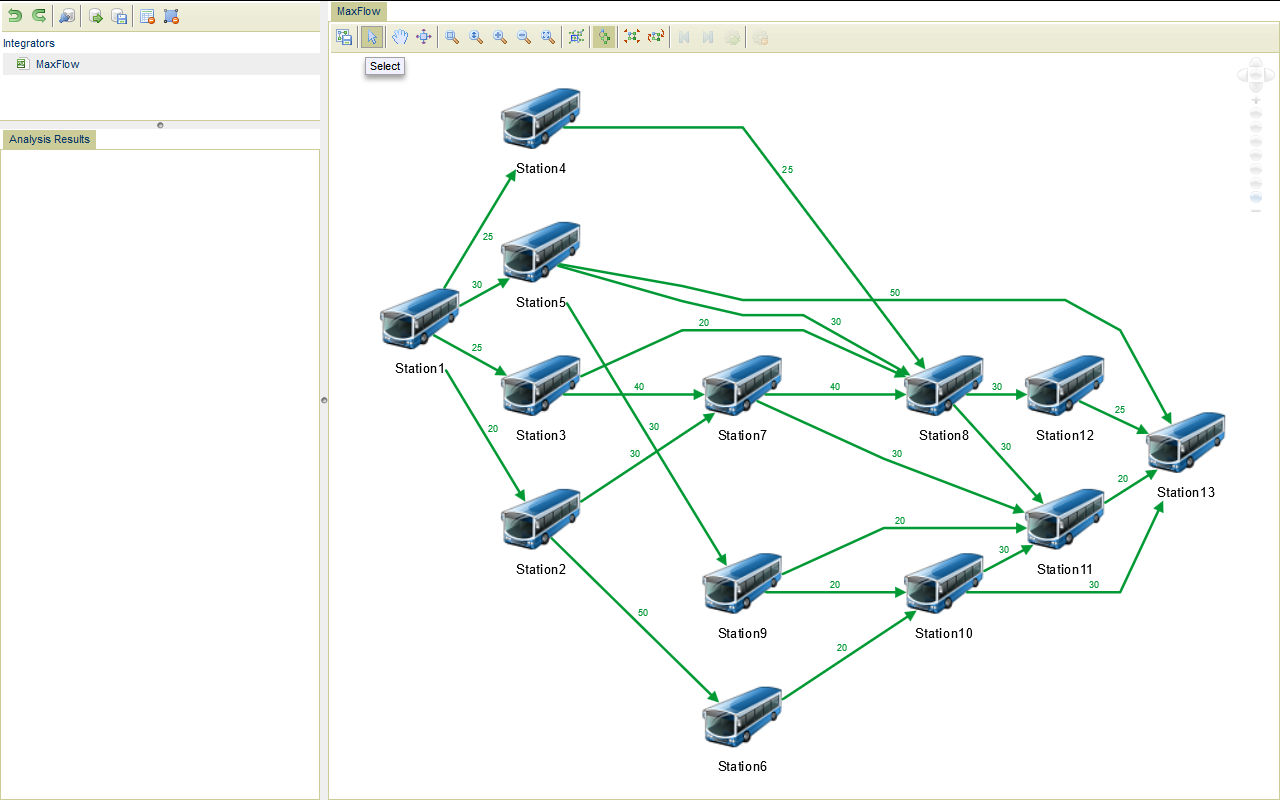 MaxFlow
Integrators
MaxFlow
Select
Analysis Results
Station4
25
25
Station5
30
50
30
20
Station1
25
Station3
40
Station7
40
Station8
30
Station12
25
20
30
30
30
30
20
Station13
Station2
20
30
Station11
50
Station9
20
Station10
30
20
Station6